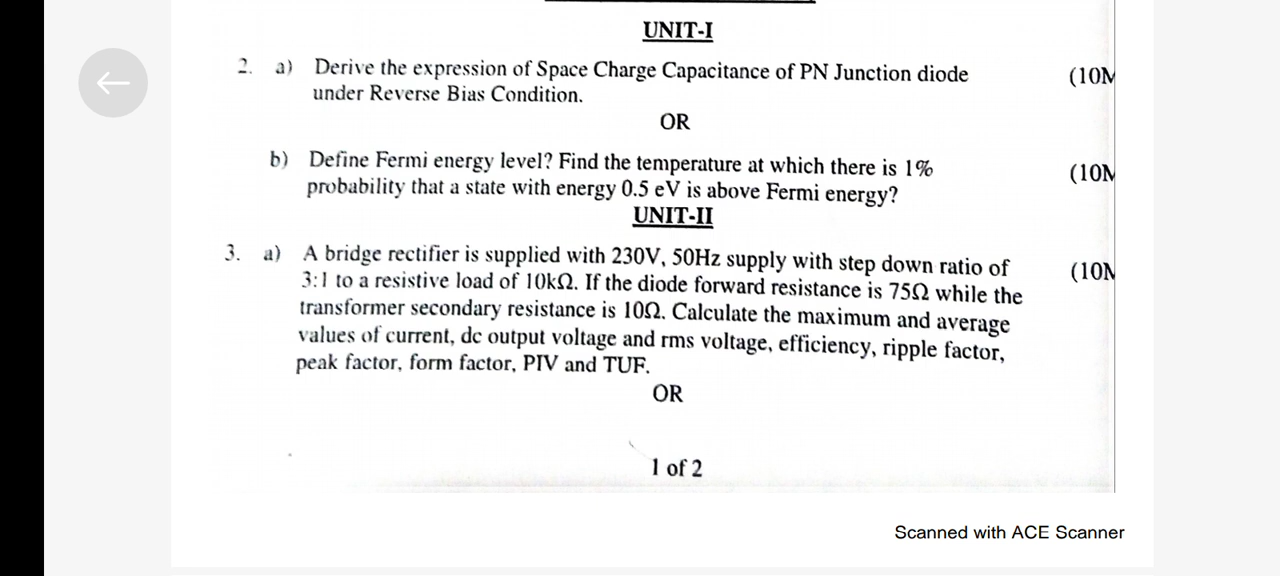 UNIT-I
2. a) Derive the expression of Space Charge Capacitance of PN Junction diode (10M
under Reverse Bias Condition.
OR
b) Define Fermi energy level? Find the temperature at which there is 1% (10M
probability that a state with energy 0.5 eV is above Fermi energy?
UNIT-II
3. a) A bridge rectifier is supplied with 230V, 50Hz supply with step down ratio of (10M
3:1 to a resistive load of 10kΩ. If the diode forward resistance is 75Ω while the
transformer secondary resistance is 10Ω. Calculate the maximum and average
values of current, dc output voltage and rms voltage, efficiency, ripple factor,
peak factor, form factor, PIV and TUF.
OR
1 of 2
Scanned with ACE Scanner